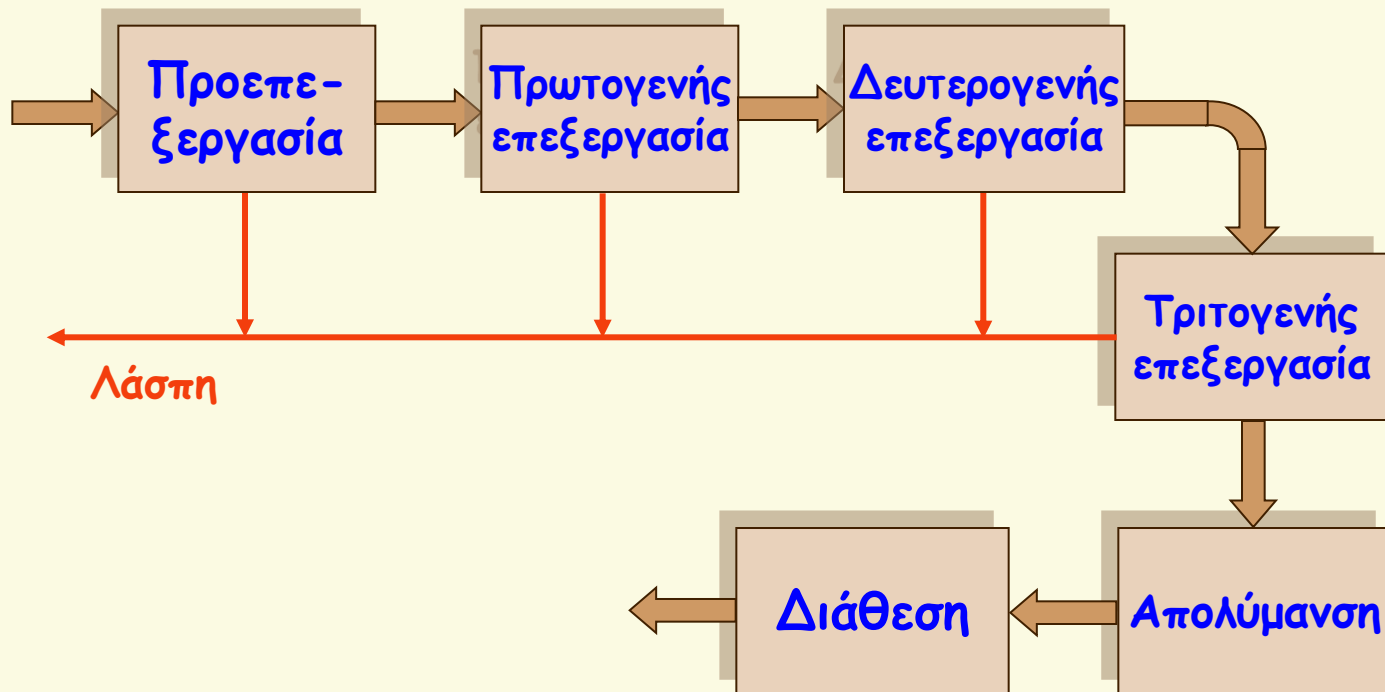 Προεπε-
ξεργασία
Πρωτογενής
επεξεργασία
Δευτερογενής
επεξεργασία
Τριτογενής
επεξεργασία
Λάσπη
Διάθεση
Απολύμανση